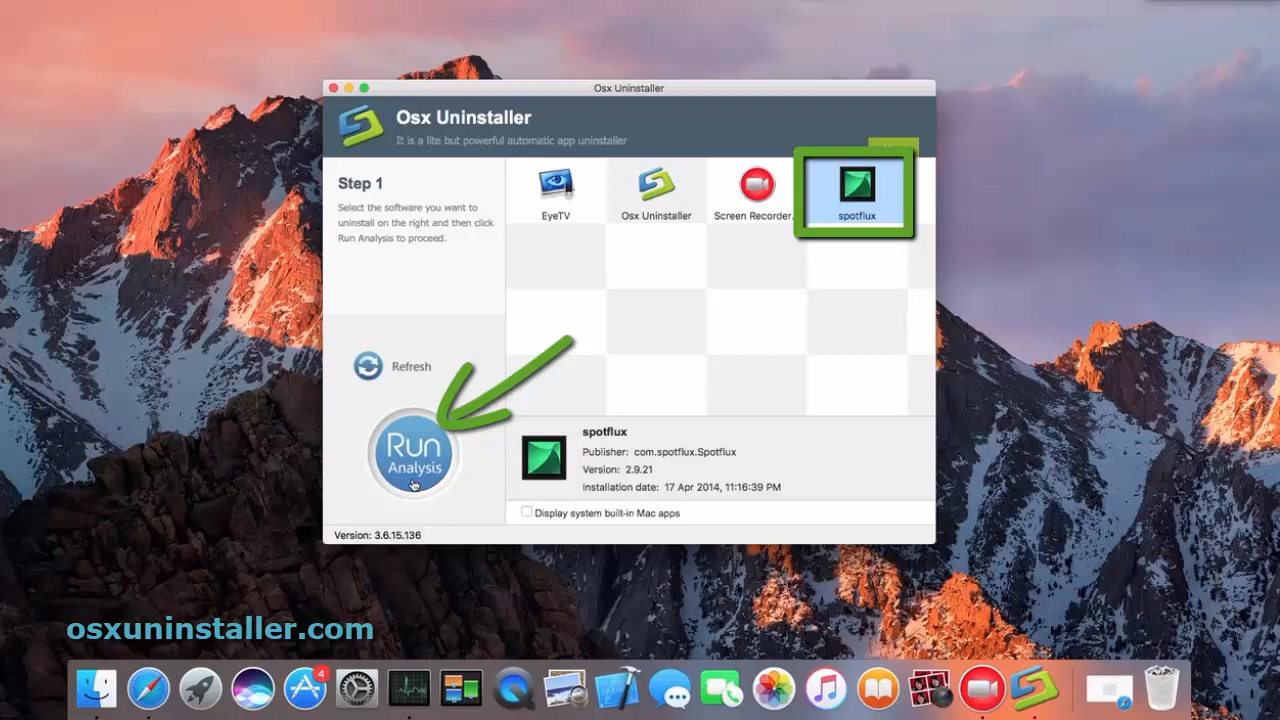 Osx Uninstaller
Osx Uninstaller
It is a lite but powerful automatic app uninstaller
Step 1
Select the software you want to
uninstall on the right and then click
Run Analysis to proceed.
EyeTV
Osx Uninstaller
Screen Recorder.
spotflux
Refresh
Run
Analysis
spotflux
Publisher: com.spotflux.Spotflux
Version: 2.9.21
Installation date: 17 Apr 2014, 11:16:39 PM
Display system built-in Mac apps
Version: 3.6.15.136
osxuninstaller.com
4